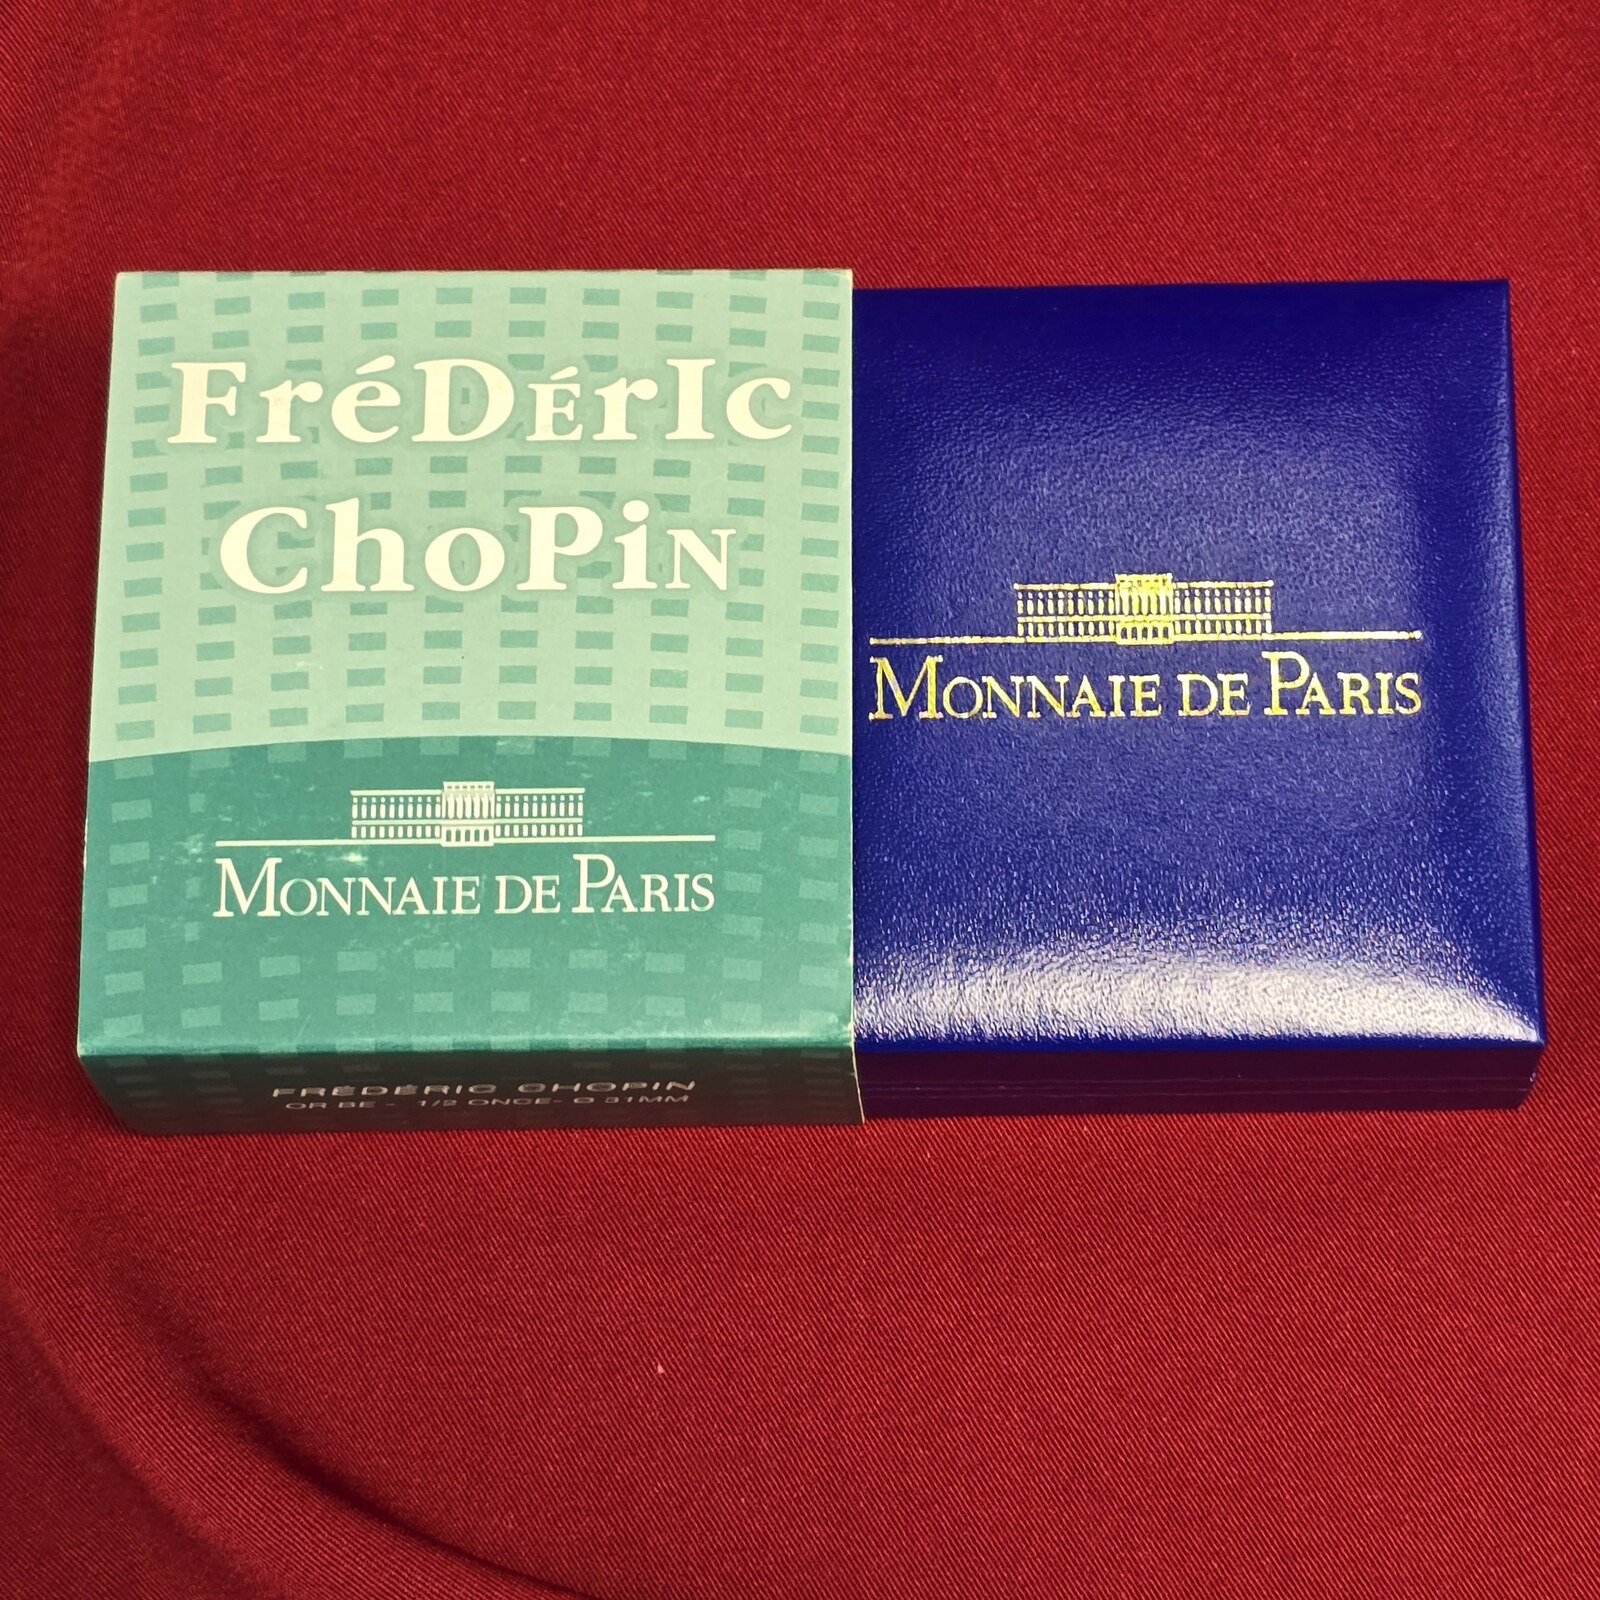 FréDÉrIc
ChoPiN
MONNAIE DE PARIS
FRÉDÉRIC CHOPIN
OR BE - 1/2 ONCE- Ø 31MM
MONNAIE DE PARIS